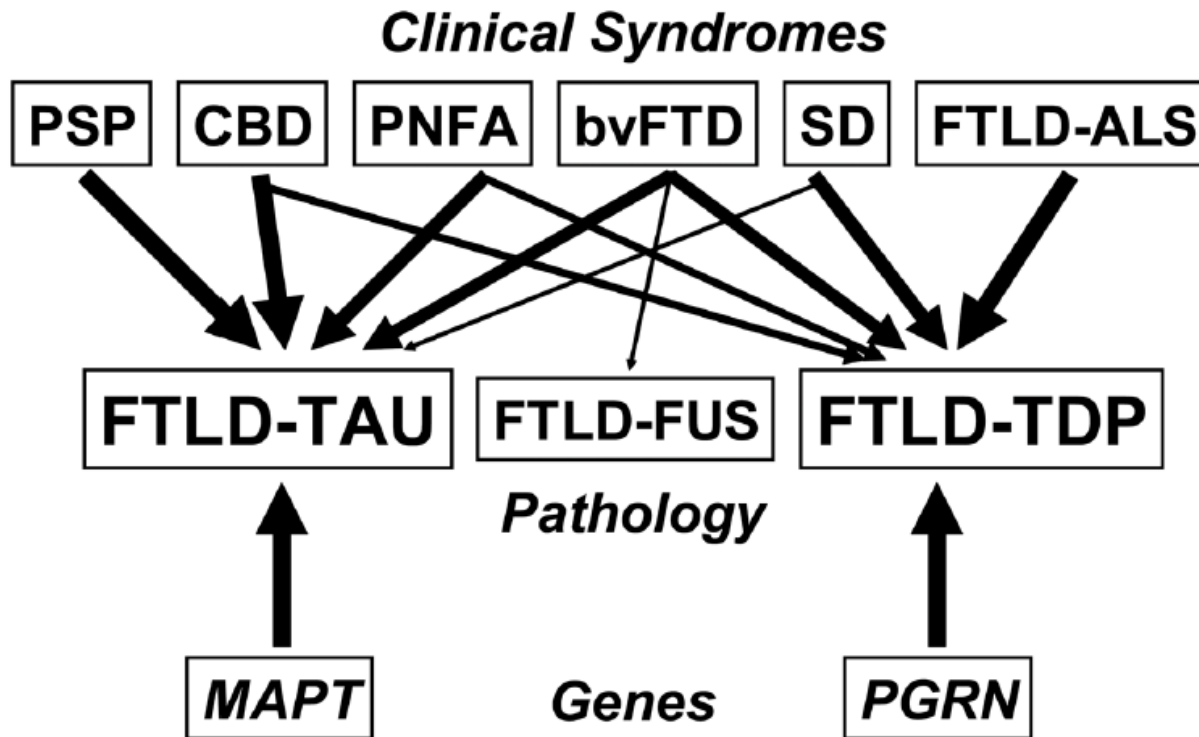 Clinical Syndromes
PSP CBD PNFA bvFTD SD FTLD-ALS
FTLD-TAU FTLD-FUS FTLD-TDP
Pathology
MAPT Genes PGRN